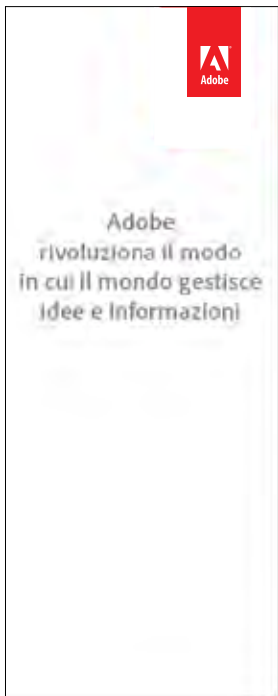 Adobe
Adobe
rivoluziona il modo
in cui il mondo gestisce
idee e informazioni